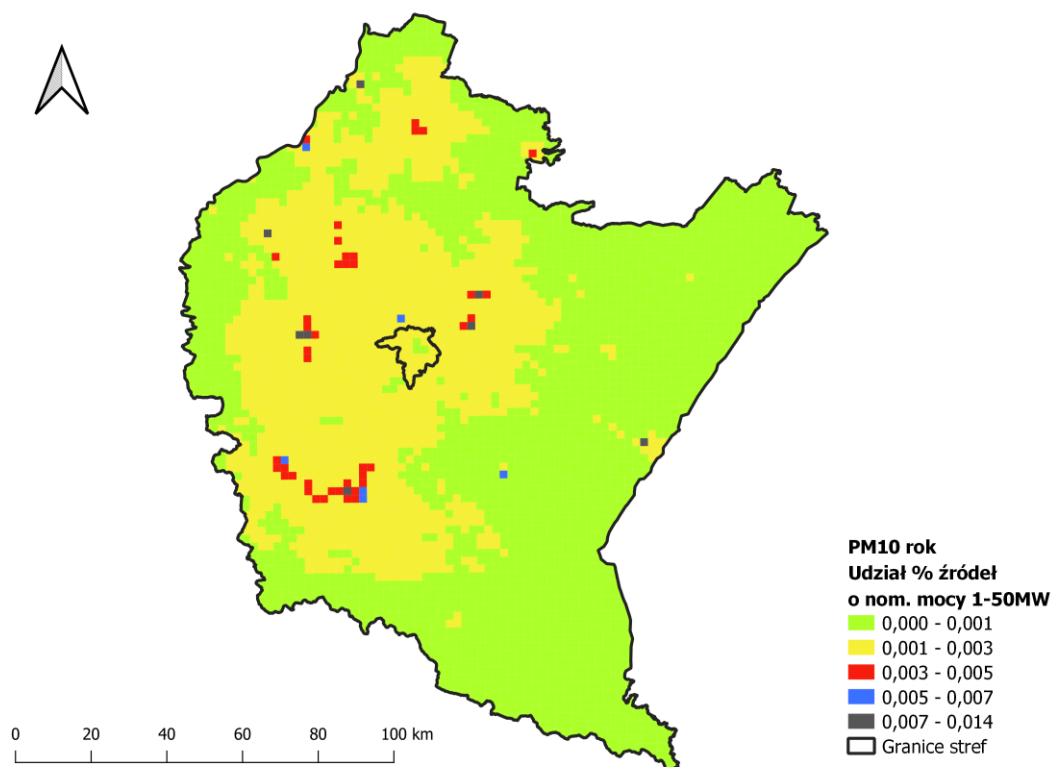 PM10 rok
Udział % źródeł
o nom. mocy 1-50MW
0,000 - 0,001
0,001 - 0,003
0,003 - 0,005
0,005 - 0,007
0,007 - 0,014
Granice stref
0 20 40 60 80 100 km